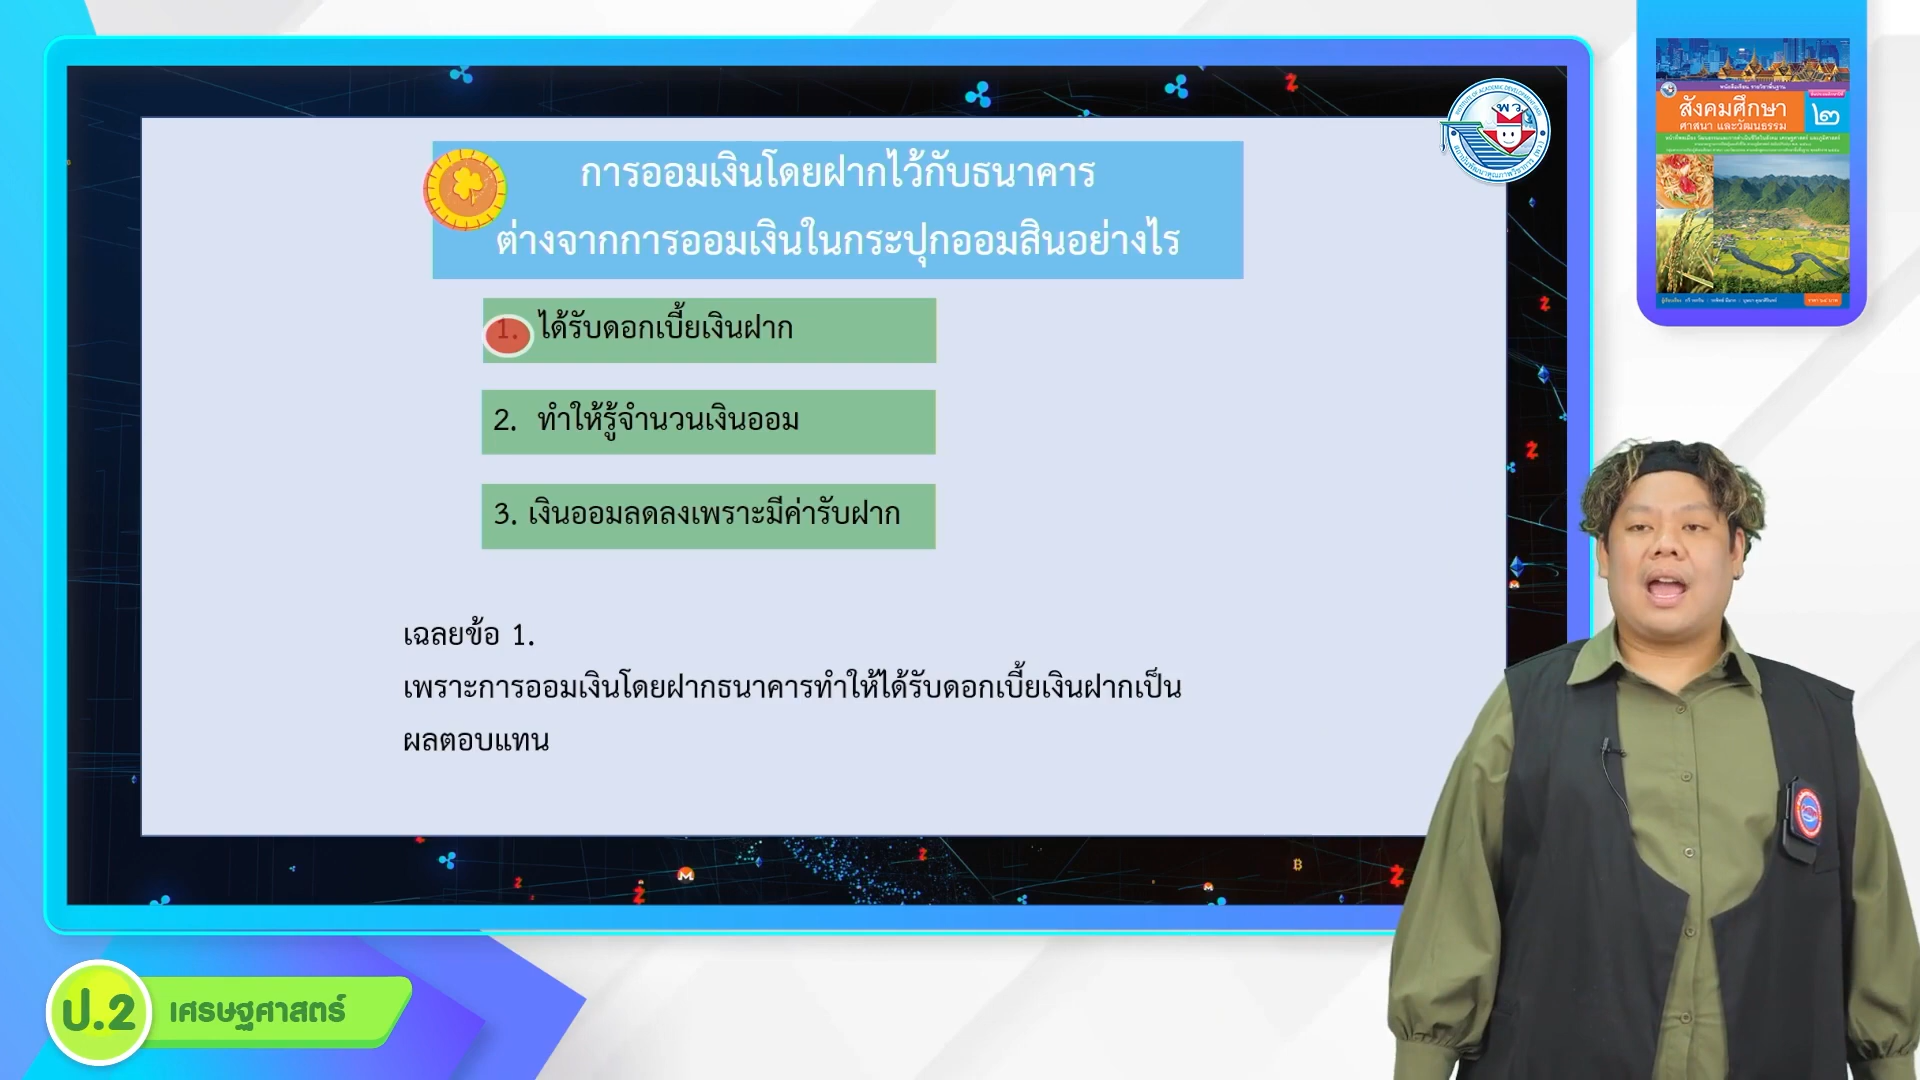 การออมเงินโดยฝากไว้กับธนาคาร
ต่างจากการออมเงินในกระปุกออมสินอย่างไร
1. ได้รับดอกเบี้ยเงินฝาก
2. ทำให้รู้จำนวนเงินออม
3. เงินออมลดลงเพราะมีค่ารับฝาก
เฉลยข้อ 1.
เพราะการออมเงินโดยฝากธนาคารทำให้ได้รับดอกเบี้ยเงินฝากเป็น
ผลตอบแทน
พว.
สังคมศึกษา
ศาสนา และวัฒนธรรม
๒
ป.2 เศรษฐศาสตร์